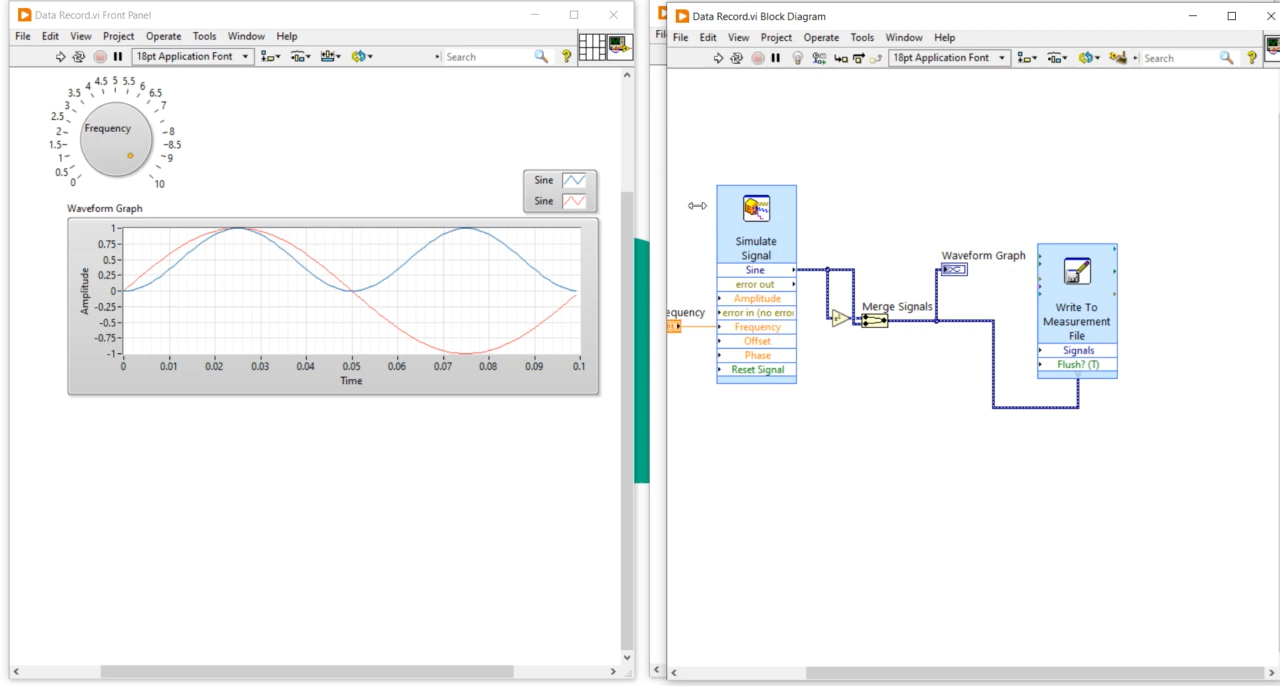 Data Record.vi Front Panel
File Edit View Project Operate Tools Window Help
18pt Application Font
Search
4.5 5 5.5
4 6
3.5 6.5
3 7
2.5
2 8
1.5 8.5
1 9
0.5
0 10
Frequency
Sine
Sine
Waveform Graph
Amplitude
1
0.75
0.5
0.25
0
-0.25
-0.5
-0.75
-1
0 0.01 0.02 0.03 0.04 0.05 0.06 0.07 0.08 0.09 0.1
Time
Data Record.vi Block Diagram
File Edit View Project Operate Tools Window Help
18pt Application Font
Search
Simulate
Signal
Sine
error out
Amplitude
error in (no error
Frequency
Offset
Phase
Reset Signal
equency
x²
Merge Signals
Waveform Graph
Write To
Measurement
File
Signals
Flush? (T)